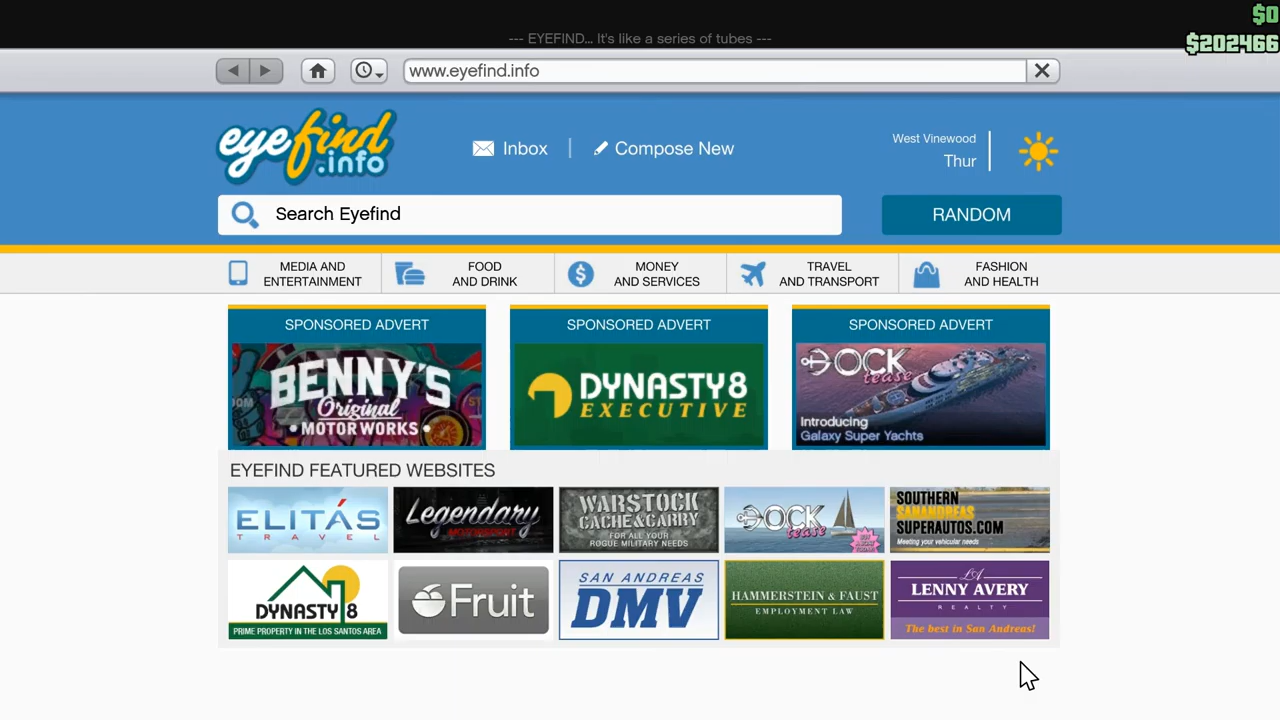 $0
$202466
--- EYEFIND... It's like a series of tubes ---
www.eyefind.info
eyefind
.info
Inbox
Compose New
West Vinewood
Thur
Search Eyefind
RANDOM
MEDIA AND
ENTERTAINMENT
FOOD
AND DRINK
MONEY
AND SERVICES
TRAVEL
AND TRANSPORT
FASHION
AND HEALTH
SPONSORED ADVERT
BENNY'S
Original
MOTOR WORKS
SPONSORED ADVERT
DYNASTY 8
EXECUTIVE
SPONSORED ADVERT
DOCK
tease
Introducing
Galaxy Super Yachts
EYEFIND FEATURED WEBSITES
ELITÁS
TRAVEL
Legendary
MOTORSPORT
WARSTOCK
CACHE & CARRY
FOR ALL YOUR
ROGUE MILITARY NEEDS
DOCK
tease
SOUTHERN
SANANDREAS
SUPERAUTOS.COM
Meeting your vehicular needs
DYNASTY 8
PRIME PROPERTY IN THE LOS SANTOS AREA
Fruit
SAN ANDREAS
DMV
HAMMERSTEIN & FAUST
EMPLOYMENT LAW
LA
LENNY AVERY
REALTY
The best in San Andreas!